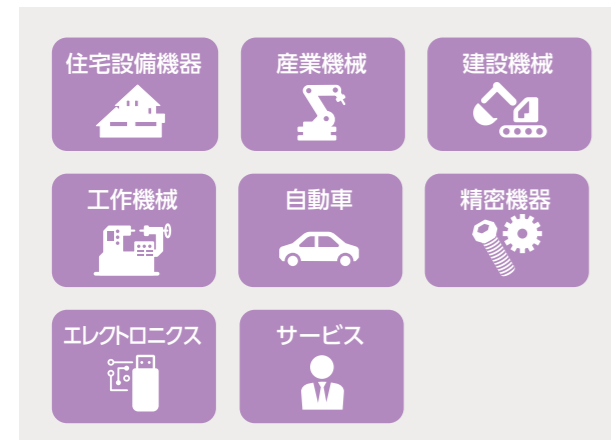 住宅設備機器
産業機械
建設機械
工作機械
自動車
精密機器
エレクトロニクス
サービス